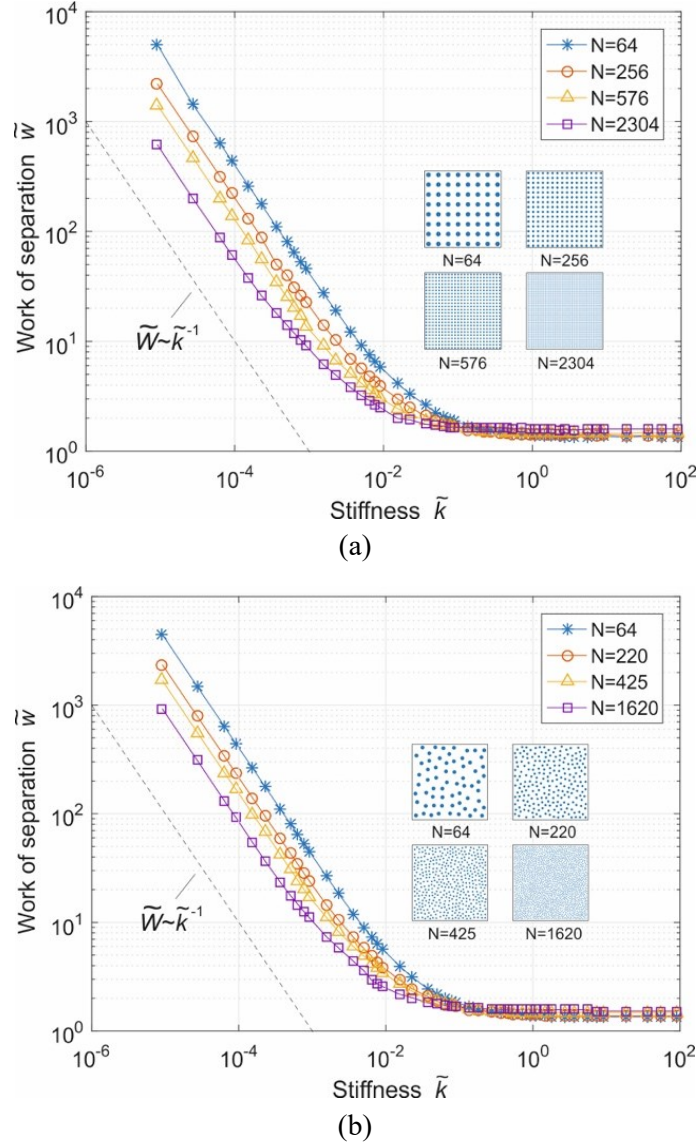 10^4
10^3
10^2
10^1
10^0
Work of separation w̃
N=64
N=256
N=576
N=2304
N=64
N=256
N=576
N=2304
W̃~k̃^-1
10^-6
10^-4
10^-2
10^0
10^2
Stiffness k̃
(a)
10^4
10^3
10^2
10^1
10^0
Work of separation w̃
N=64
N=220
N=425
N=1620
N=64
N=220
N=425
N=1620
W̃~k̃^-1
10^-6
10^-4
10^-2
10^0
10^2
Stiffness k̃
(b)